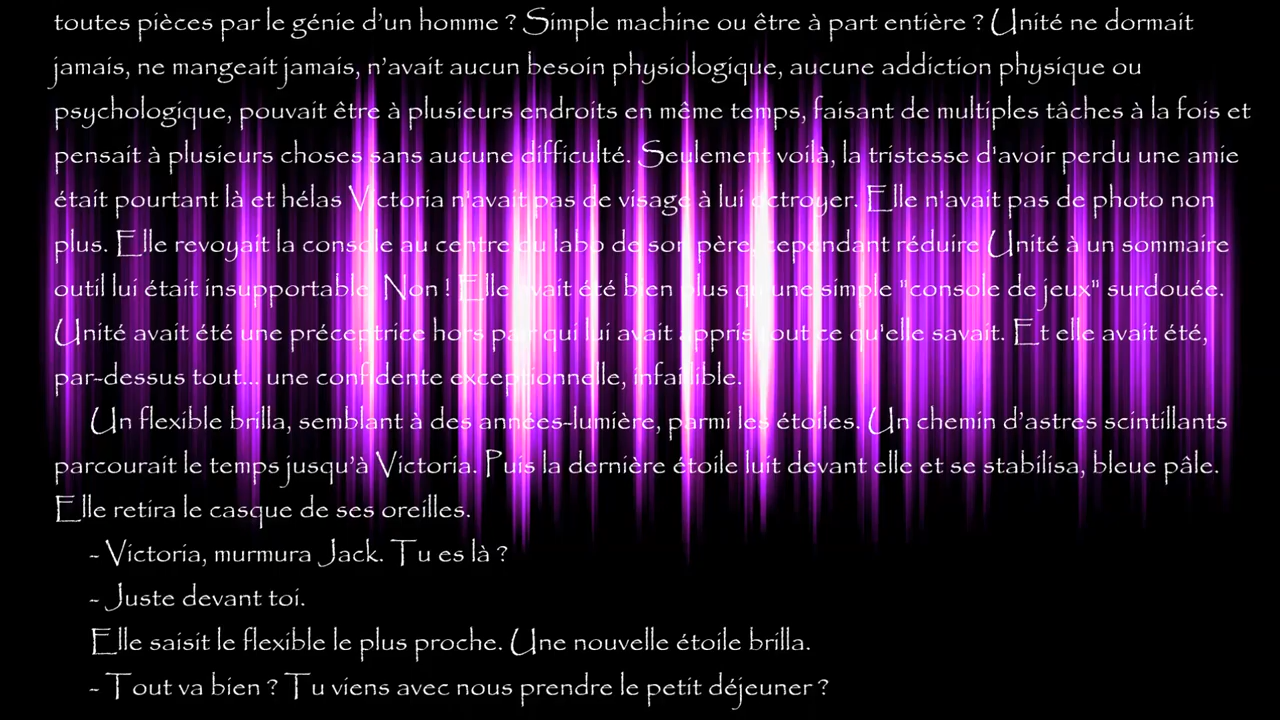 toutes pièces par le génie d’un homme ? Simple machine ou être à part entière ? Unité ne dormait
jamais, ne mangeait jamais, n’avait aucun besoin physiologique, aucune addiction physique ou
psychologique, pouvait être à plusieurs endroits en même temps, faisant de multiples tâches à la fois et
pensait à plusieurs choses sans aucune difficulté. Seulement voilà, la tristesse d'avoir perdu une amie
était pourtant là et hélas Victoria n'avait pas de visage à lui octroyer. Elle n'avait pas de photo non
plus. Elle revoyait la console au centre du labo de son père, cependant réduire Unité à un sommaire
outil lui était insupportable. Non ! Elle avait été bien plus qu'une simple "console de jeux" surdouée.
Unité avait été une préceptrice hors pair qui lui avait appris tout ce qu'elle savait. Et elle avait été,
par-dessus tout... une confidente exceptionnelle, infaillible.
Un flexible brilla, semblant à des années-lumière, parmi les étoiles. Un chemin d’astres scintillants
parcourait le temps jusqu’à Victoria. Puis la dernière étoile luit devant elle et se stabilisa, bleue pâle.
Elle retira le casque de ses oreilles.
- Victoria, murmura Jack. Tu es là ?
- Juste devant toi.
Elle saisit le flexible le plus proche. Une nouvelle étoile brilla.
- Tout va bien ? Tu viens avec nous prendre le petit déjeuner ?